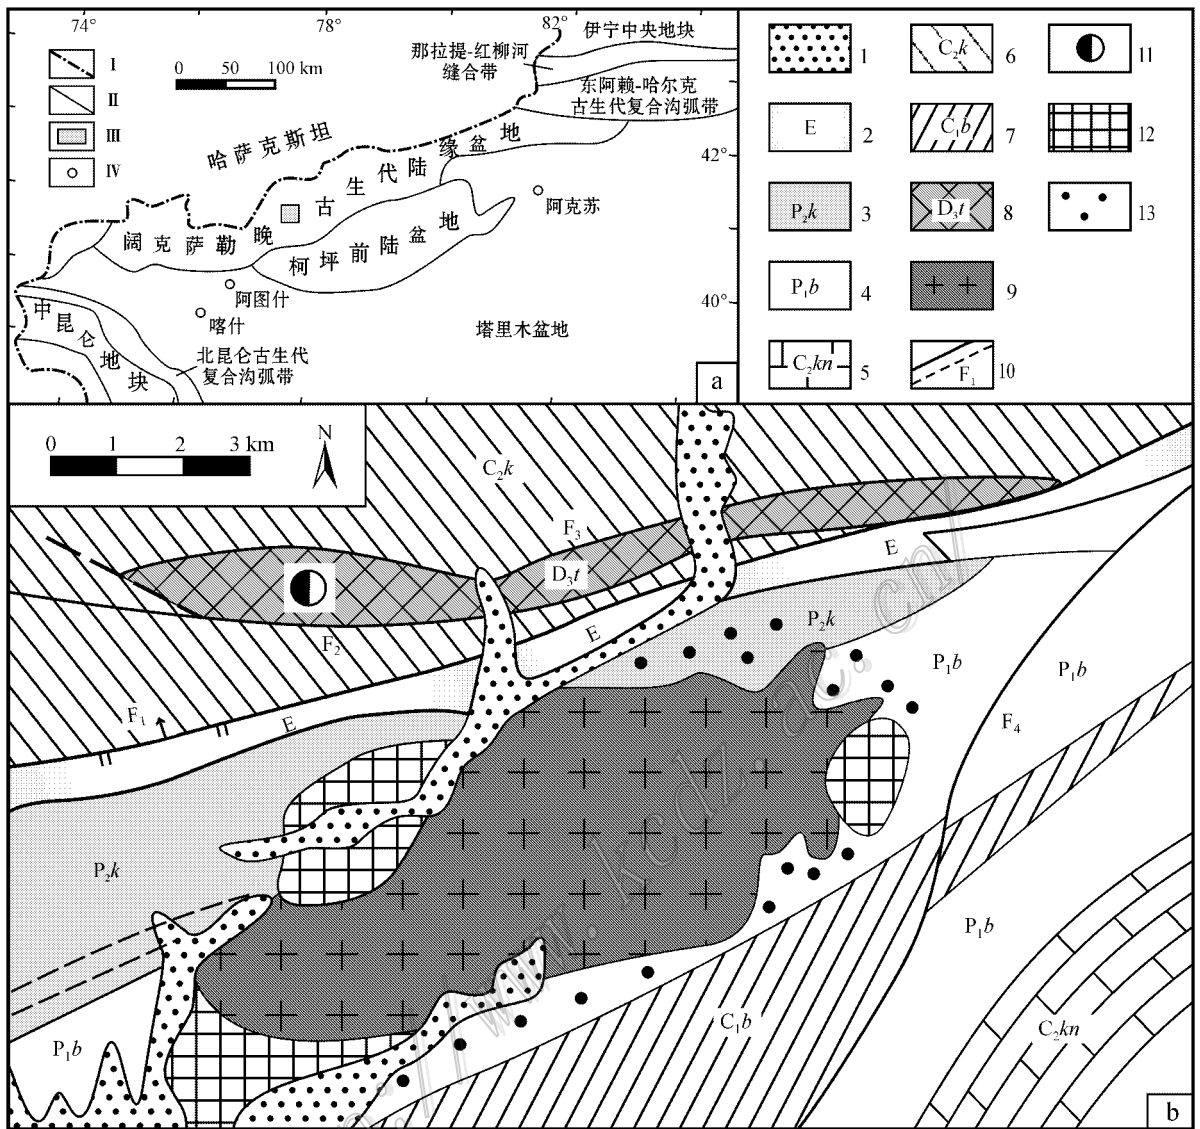 74°
78°
82°
I
II
III
IV
0 50 100 km
伊宁中央地块
那拉提-红柳河
缝合带
东阿赖-哈尔克
古生代复合沟弧带
哈萨克斯坦
阔克萨勒晚古生代陆缘盆地
42°
阿克苏
柯坪前陆盆地
阿图什
喀什
40°
塔里木盆地
中昆仑地块
北昆仑古生代
复合沟弧带
a
1
C₂k 6
11
E 2
C₁b 7
12
P₂k 3
D₃t 8
13
P₁b 4
9
C₂kn 5
F₁ 10
0 1 2 3 km
N
C₂k
F₃
D₃t
E
F₂
E
P₂k
P₁b
P₁b
F₁
E
F₄
P₂k
P₁b
P₁b
C₁b
C₂kn
b